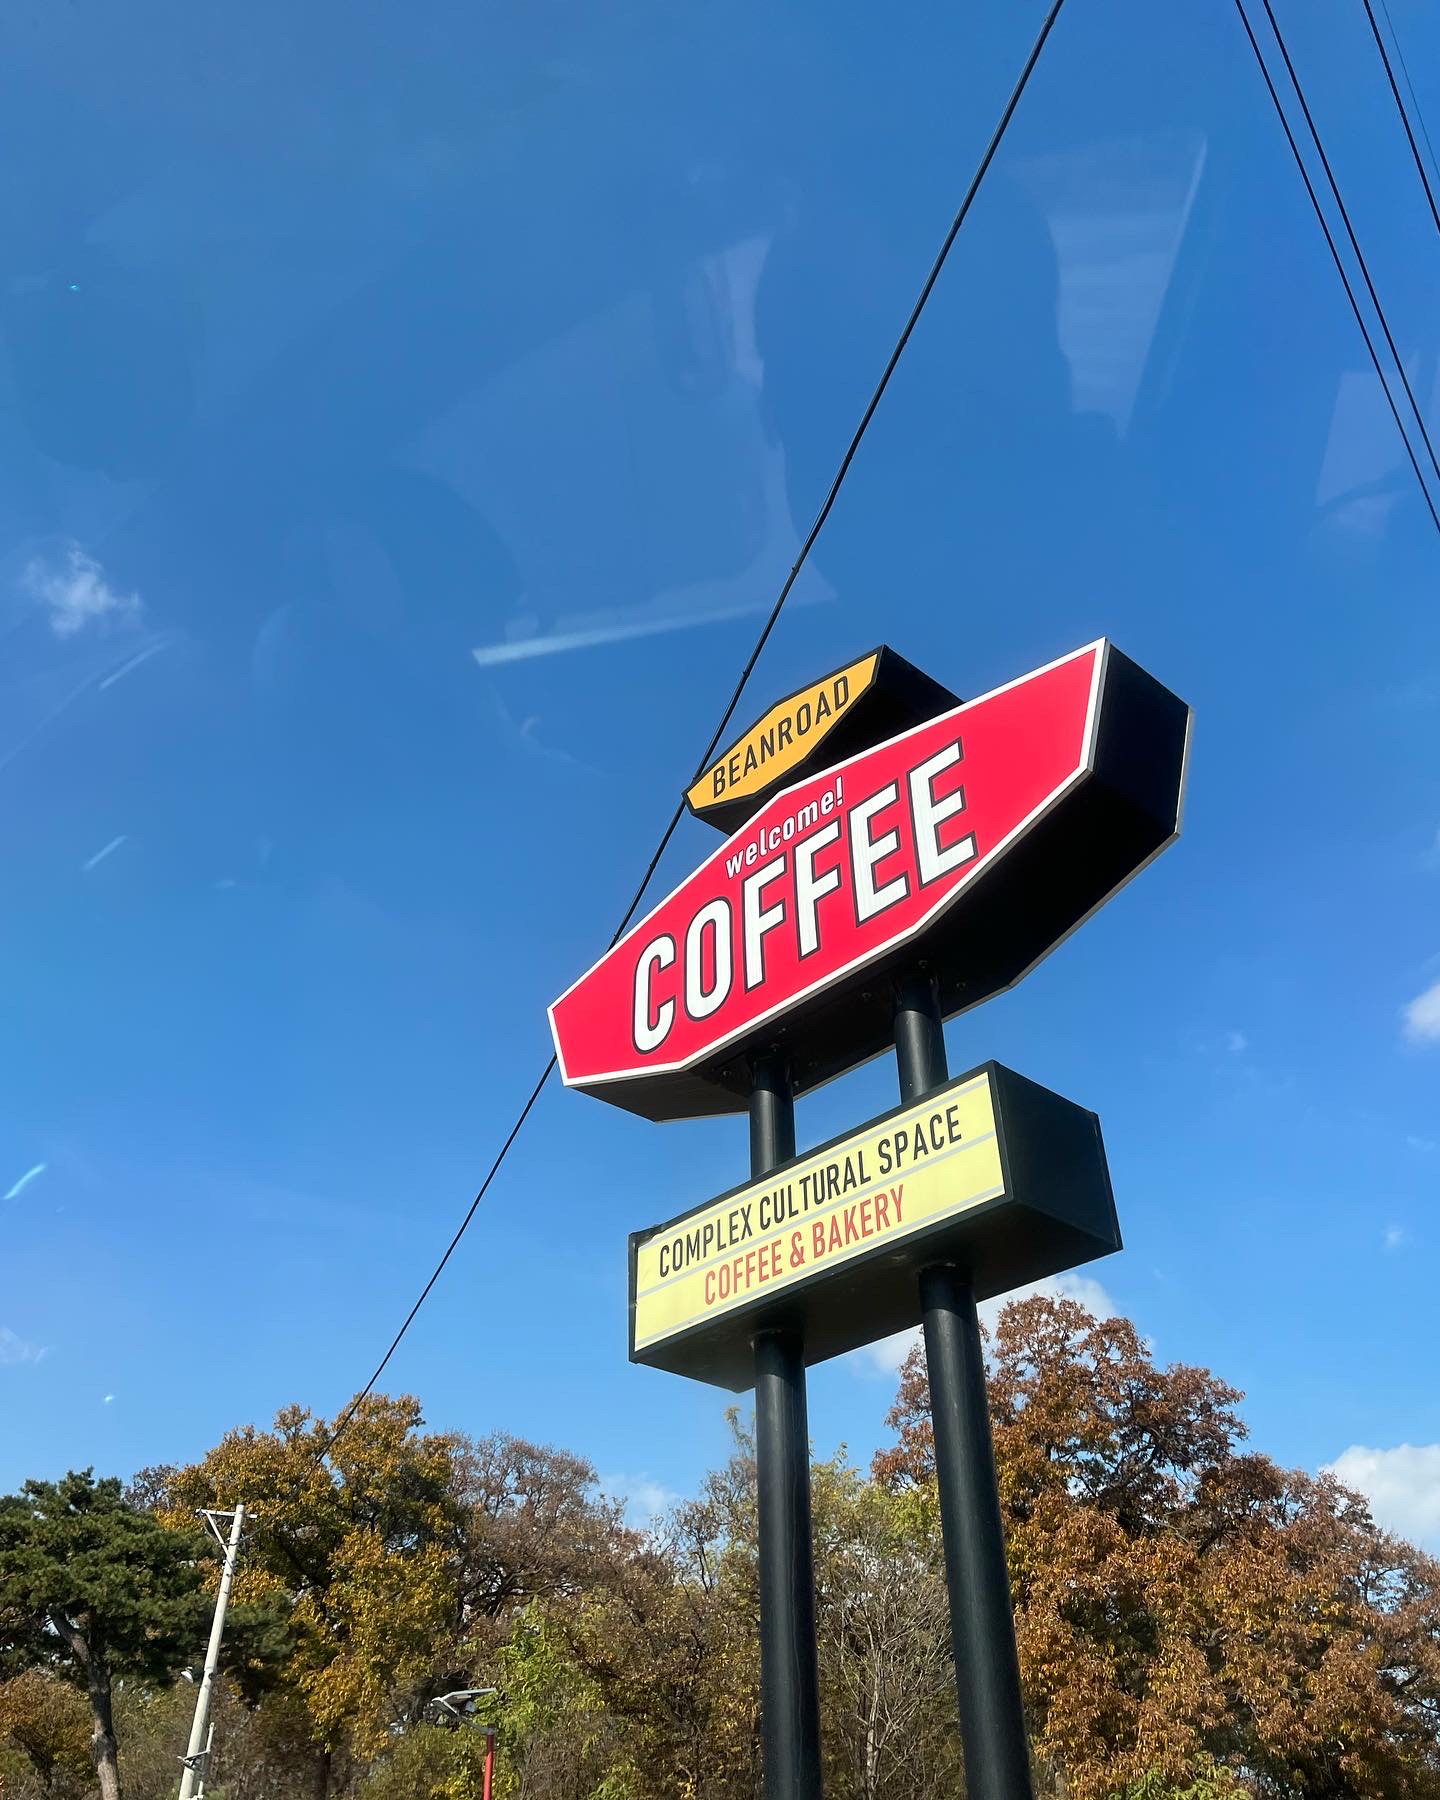 BEANROAD
welcome!
COFFEE
COMPLEX CULTURAL SPACE
COFFEE & BAKERY